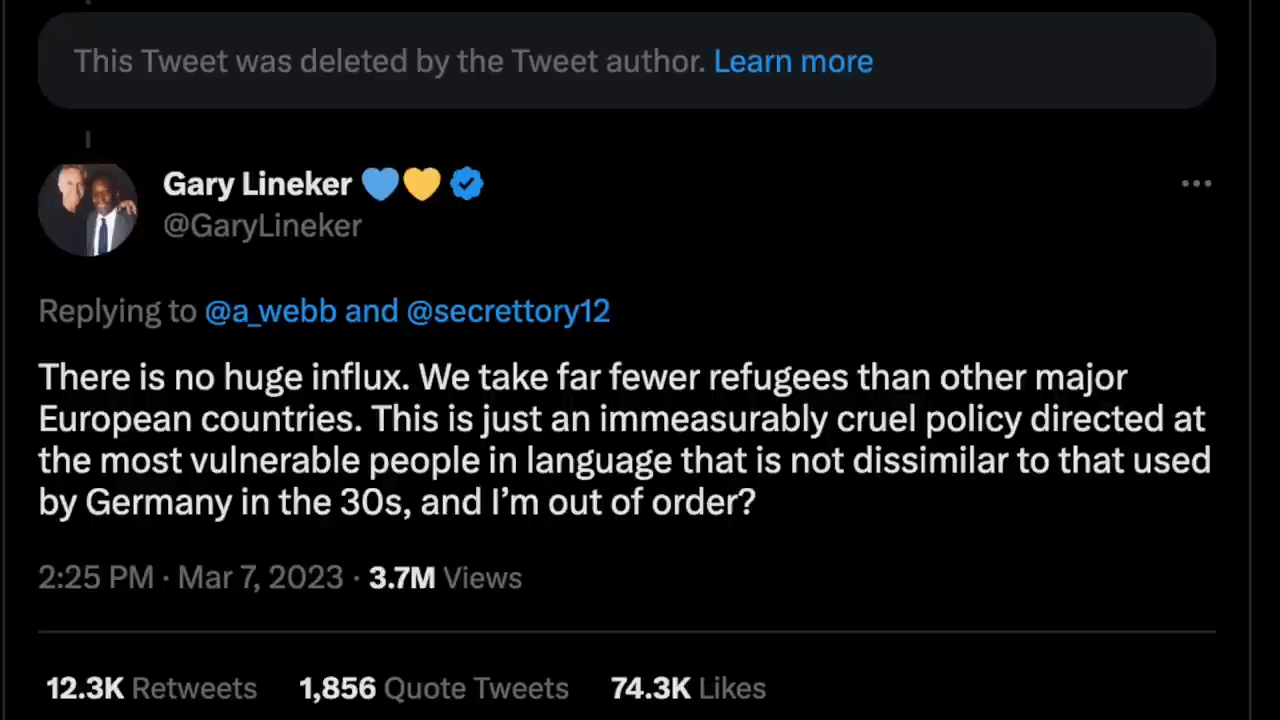 This Tweet was deleted by the Tweet author. Learn more
Gary Lineker 💙💛
@GaryLineker
Replying to @a_webb and @secrettory12
There is no huge influx. We take far fewer refugees than other major
European countries. This is just an immeasurably cruel policy directed at
the most vulnerable people in language that is not dissimilar to that used
by Germany in the 30s, and I’m out of order?
2:25 PM · Mar 7, 2023 · 3.7M Views
12.3K Retweets 1,856 Quote Tweets 74.3K Likes